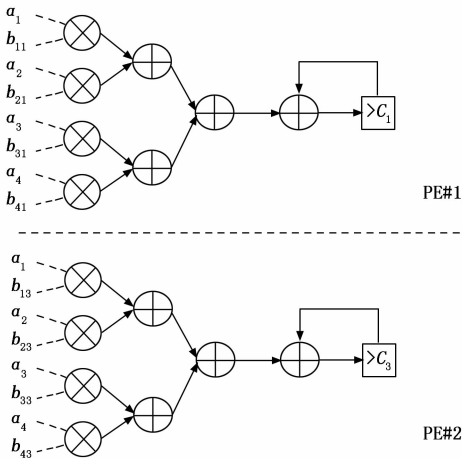 a₁
b₁₁
a₂
b₂₁
a₃
b₃₁
a₄
b₄₁
>C₁
PE#1
a₁
b₁₃
a₂
b₂₃
a₃
b₃₃
a₄
b₄₃
>C₃
PE#2